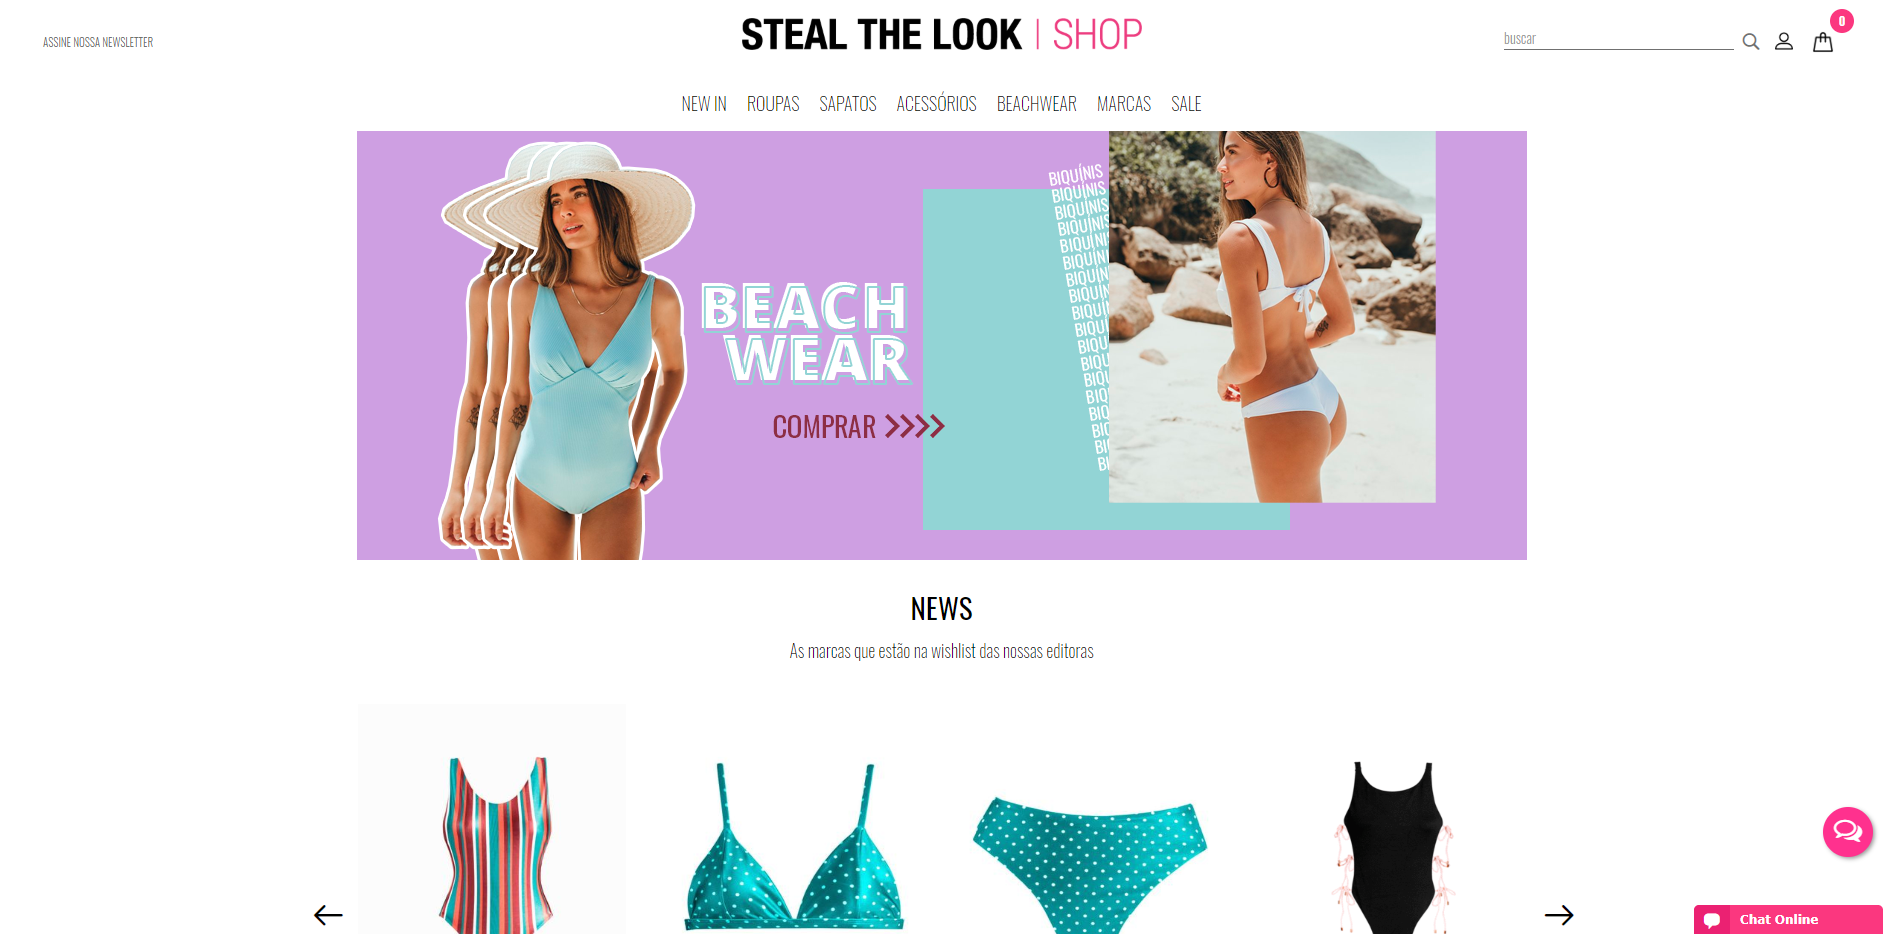 ASSINE NOSSA NEWSLETTER
STEAL THE LOOK | SHOP
buscar
0
NEW IN ROUPAS SAPATOS ACESSÓRIOS BEACHWEAR MARCAS SALE
BEACH
WEAR
COMPRAR >>>>
BIQUÍNIS
BIQUÍNIS
BIQUÍNIS
BIQUÍNIS
BIQUÍNI
BIQUÍN
BIQUÍN
BIQUÍN
BIQUÍ
BIQUÍ
BIQU
BIQU
BIQ
BIQ
BIQ
BI
BI
BI
NEWS
As marcas que estão na wishlist das nossas editoras
Chat Online